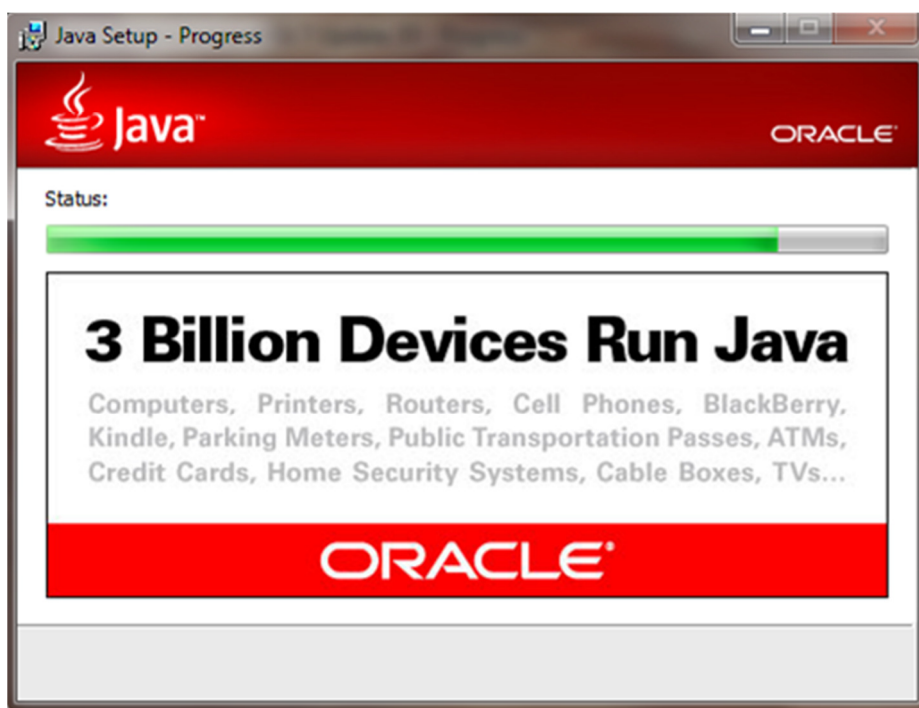 Java Setup - Progress
Java™
ORACLE®
Status:
3 Billion Devices Run Java
Computers, Printers, Routers, Cell Phones, BlackBerry,
Kindle, Parking Meters, Public Transportation Passes, ATMs,
Credit Cards, Home Security Systems, Cable Boxes, TVs...
ORACLE®